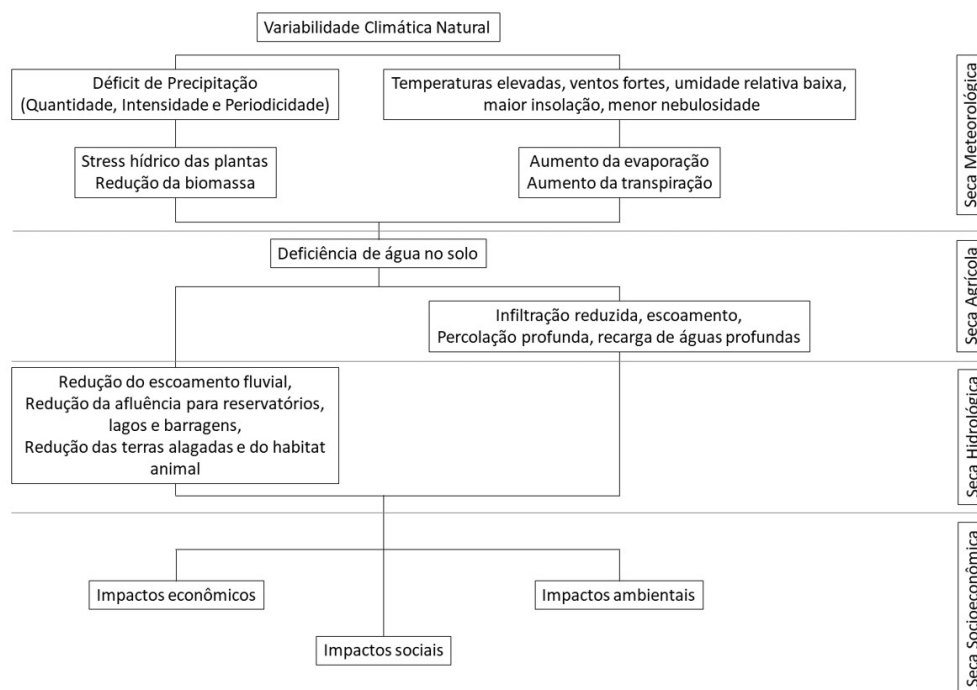 Variabilidade Climática Natural
Déficit de Precipitação
(Quantidade, Intensidade e Periodicidade)
Temperaturas elevadas, ventos fortes, umidade relativa baixa,
maior insolação, menor nebulosidade
Seca Meteorológica
Stress hídrico das plantas
Redução da biomassa
Aumento da evaporação
Aumento da transpiração
Deficiência de água no solo
Seca Agrícola
Infiltração reduzida, escoamento,
Percolação profunda, recarga de águas profundas
Redução do escoamento fluvial,
Redução da afluência para reservatórios,
lagos e barragens,
Redução das terras alagadas e do habitat
animal
Seca Hidrológica
Impactos econômicos
Impactos ambientais
Impactos sociais
Seca Socioeconômica